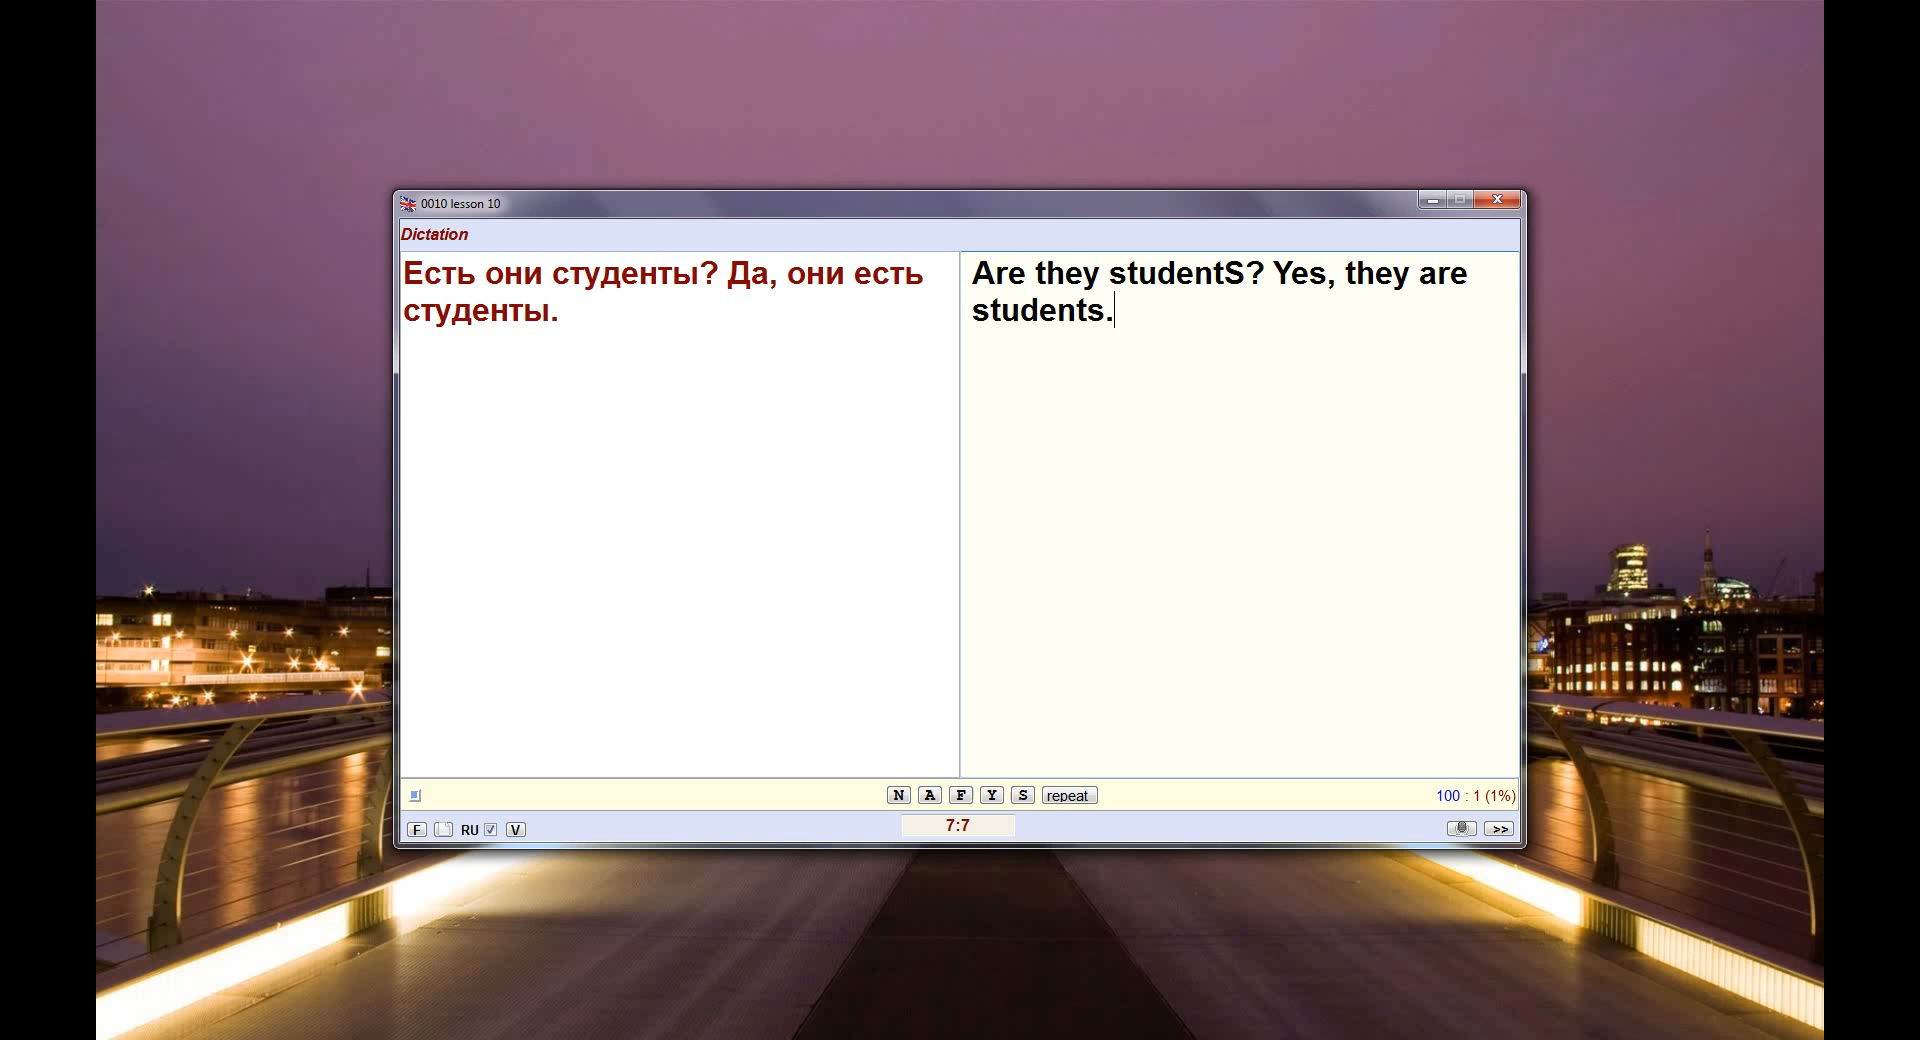 0010 lesson 10
Dictation
Есть они студенты? Да, они есть
студенты.
Are they studentS? Yes, they are
students.
N A F Y S repeat
100 : 1 (1%)
F RU V
7:7
>>